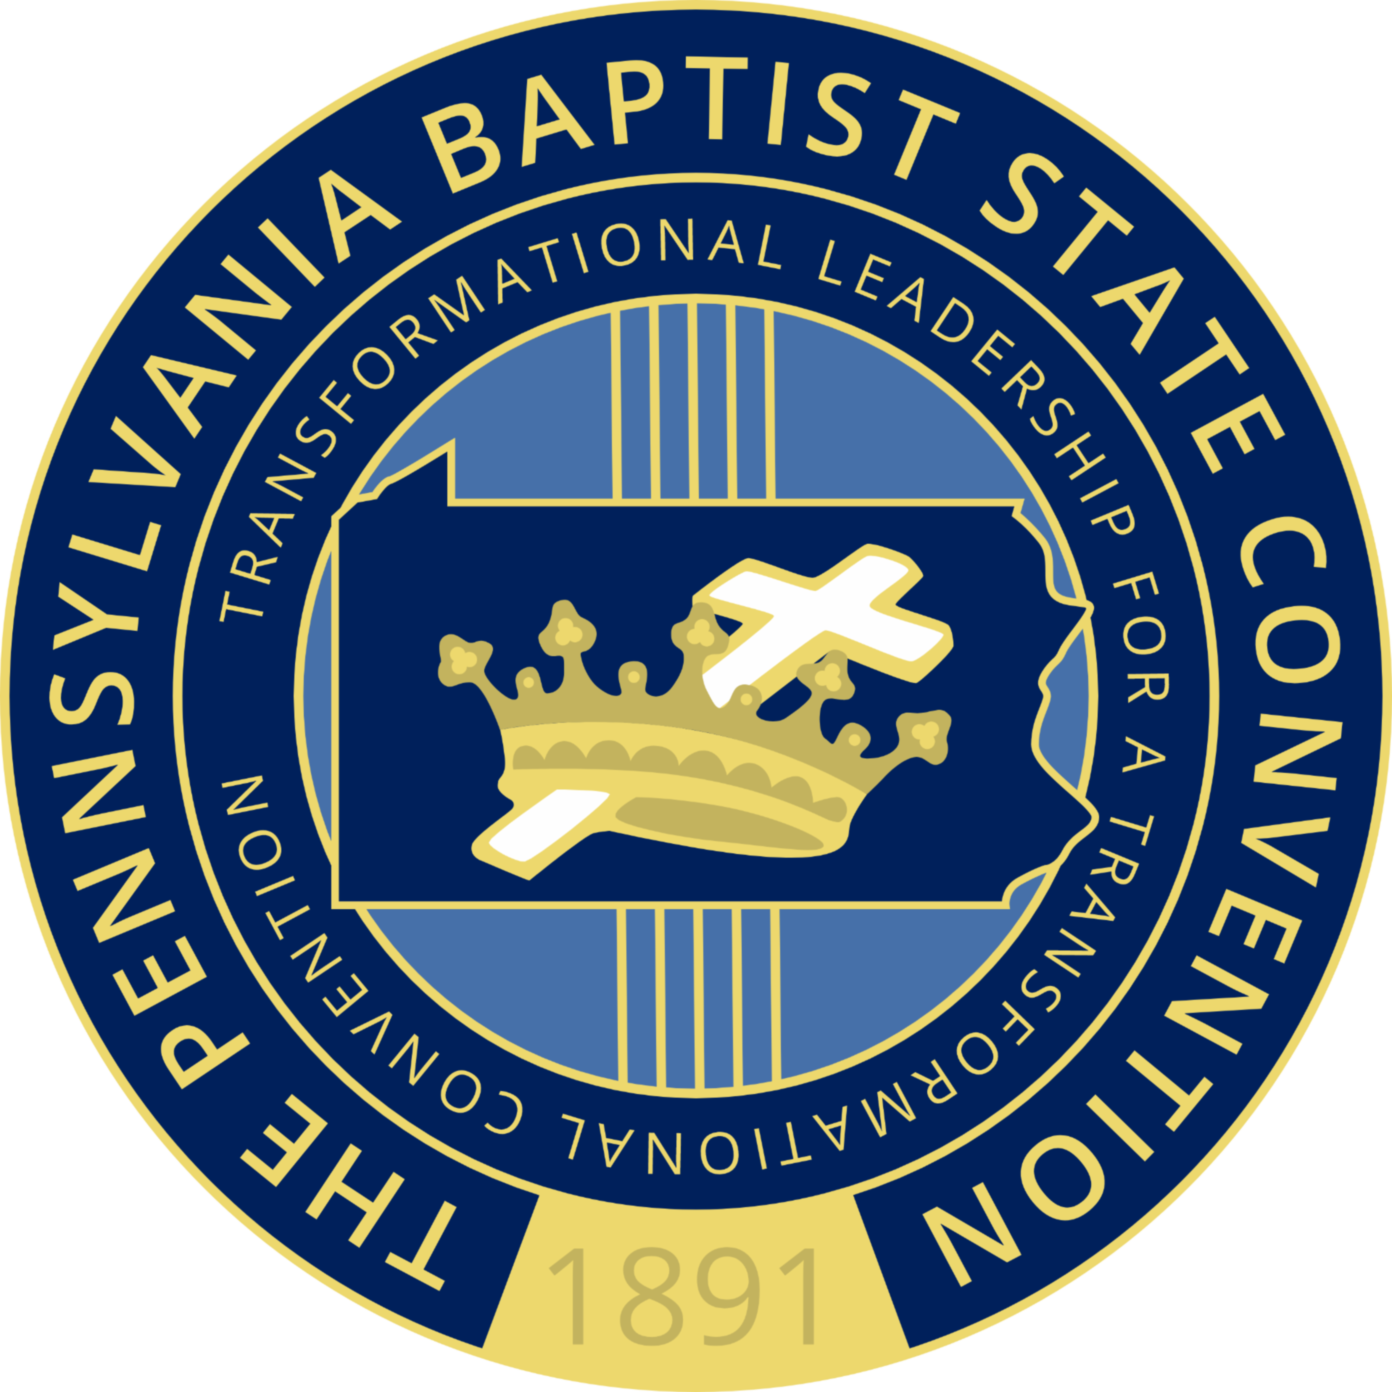 THE PENNSYLVANIA BAPTIST STATE CONVENTION
TRANSFORMATIONAL LEADERSHIP FOR A TRANSFORMATIONAL CONVENTION
1891